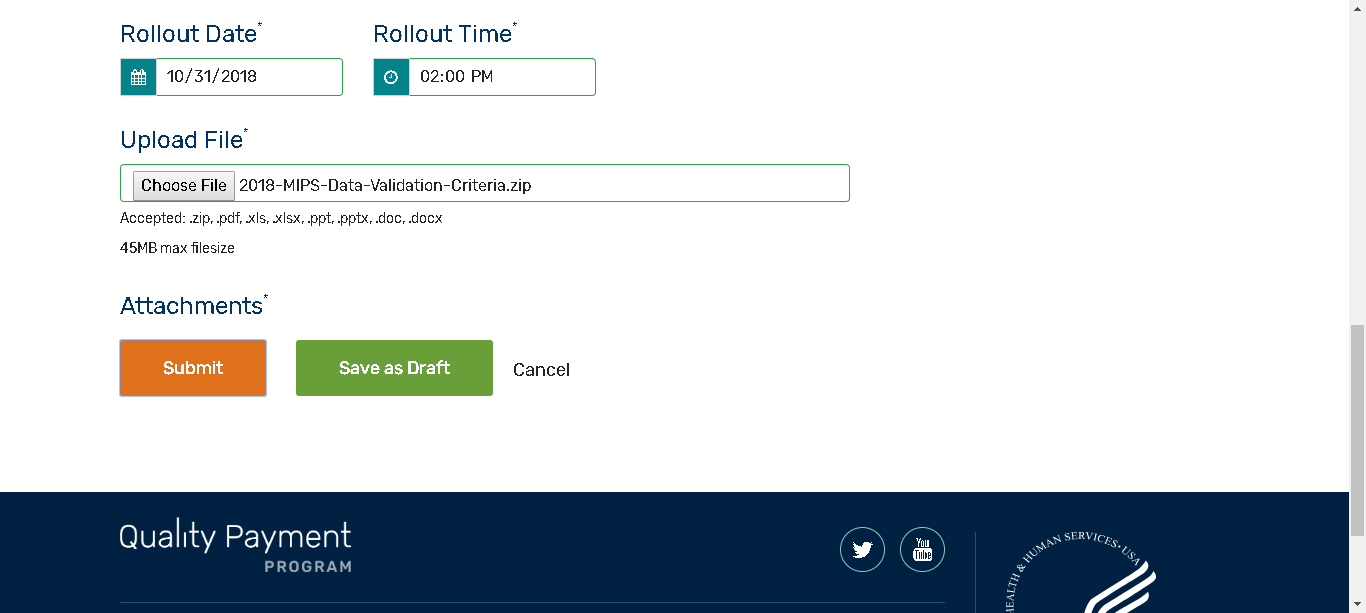 Rollout Date* Rollout Time*
10/31/2018 02:00 PM
Upload File*
Choose File 2018-MIPS-Data-Validation-Criteria.zip
Accepted: .zip, .pdf, .xls, .xlsx, .ppt, .pptx, .doc, .docx
45MB max filesize
Attachments*
Submit Save as Draft Cancel
Quality Payment
PROGRAM
You
Tube
HEALTH & HUMAN SERVICES • USA